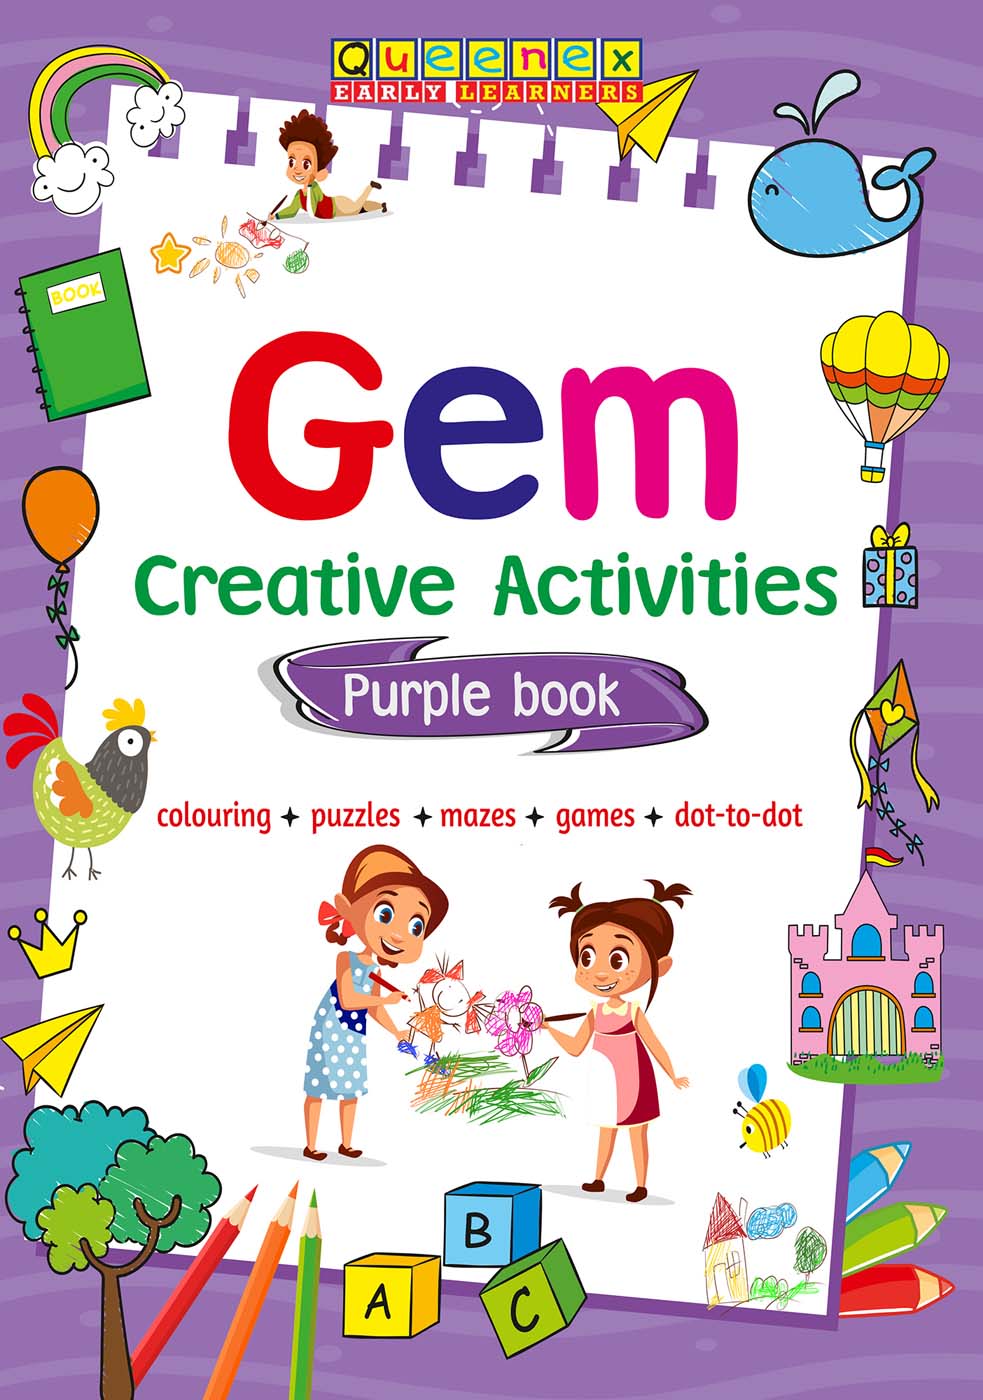 Queenex
EARLY LEARNERS
BOOK
Gem
Creative Activities
Purple book
colouring + puzzles + mazes + games + dot-to-dot
B
A
C